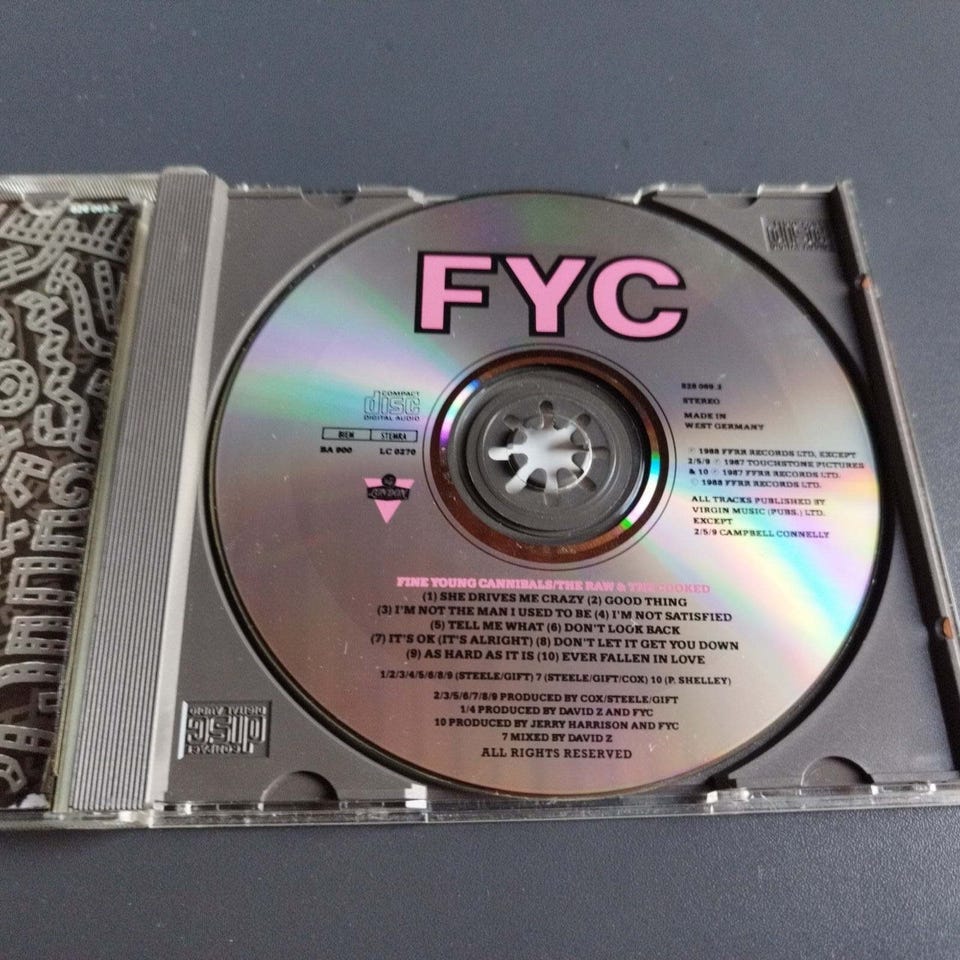 FYC
COMPACT
disc
DIGITAL AUDIO
BIEM STEMRA
BA 900 LC 0270
LONDON
828 069.2
STEREO
MADE IN
WEST GERMANY
℗ 1988 FFRR RECORDS LTD, EXCEPT
2/5/9 ℗ 1987 TOUCHSTONE PICTURES
& 10 ℗ 1987 FFRR RECORDS LTD.
© 1988 FFRR RECORDS LTD.
ALL TRACKS PUBLISHED BY
VIRGIN MUSIC (PUBS.) LTD.
EXCEPT
2/5/9 CAMPBELL CONNELLY
FINE YOUNG CANNIBALS/THE RAW & THE COOKED
(1) SHE DRIVES ME CRAZY (2) GOOD THING
(3) I'M NOT THE MAN I USED TO BE (4) I'M NOT SATISFIED
(5) TELL ME WHAT (6) DON'T LOOK BACK
(7) IT'S OK (IT'S ALRIGHT) (8) DON'T LET IT GET YOU DOWN
(9) AS HARD AS IT IS (10) EVER FALLEN IN LOVE
1/2/3/4/5/6/8/9 (STEELE/GIFT) 7 (STEELE/GIFT/COX) 10 (P. SHELLEY)
2/3/5/6/7/8/9 PRODUCED BY COX/STEELE/GIFT
1/4 PRODUCED BY DAVID Z AND FYC
10 PRODUCED BY JERRY HARRISON AND FYC
7 MIXED BY DAVID Z
ALL RIGHTS RESERVED
COMPACT
disc
DIGITAL AUDIO
disc